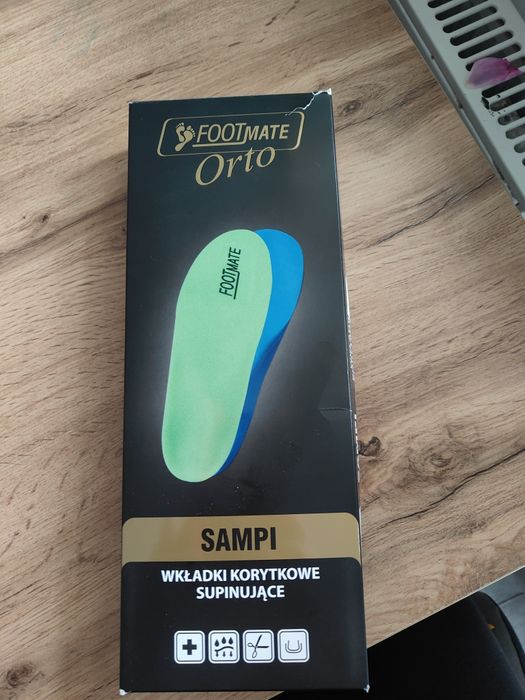 FOOTMATE
Orto
FOOTMATE
SAMPI
WKŁADKI KORYTKOWE
SUPINUJĄCE